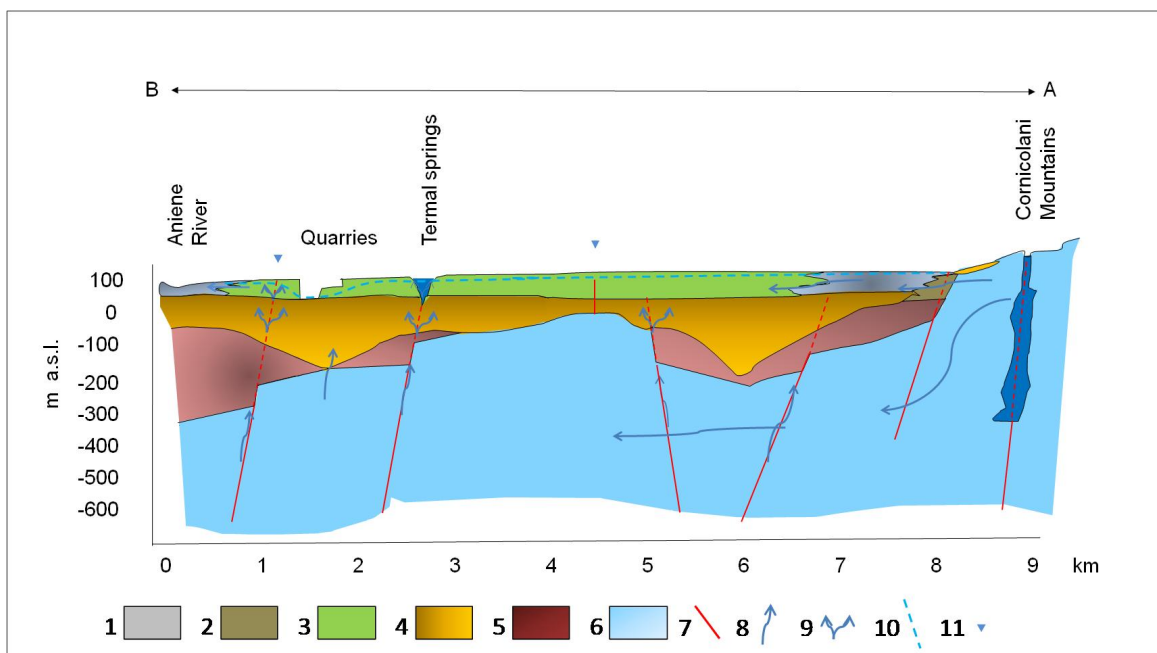 B
A
Aniene
River
Quarries
Termal springs
Cornicolani
Mountains
m a.s.l.
100
0
-100
-200
-300
-400
-500
-600
0 1 2 3 4 5 6 7 8 9 km
1 2 3 4 5 6 7 8 9 10 11